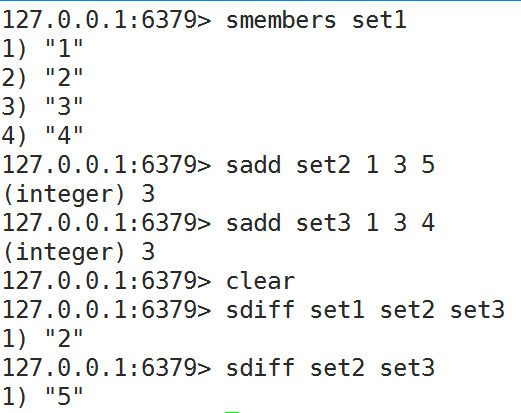 127.0.0.1:6379> smembers set1
1) "1"
2) "2"
3) "3"
4) "4"
127.0.0.1:6379> sadd set2 1 3 5
(integer) 3
127.0.0.1:6379> sadd set3 1 3 4
(integer) 3
127.0.0.1:6379> clear
127.0.0.1:6379> sdiff set1 set2 set3
1) "2"
127.0.0.1:6379> sdiff set2 set3
1) "5"